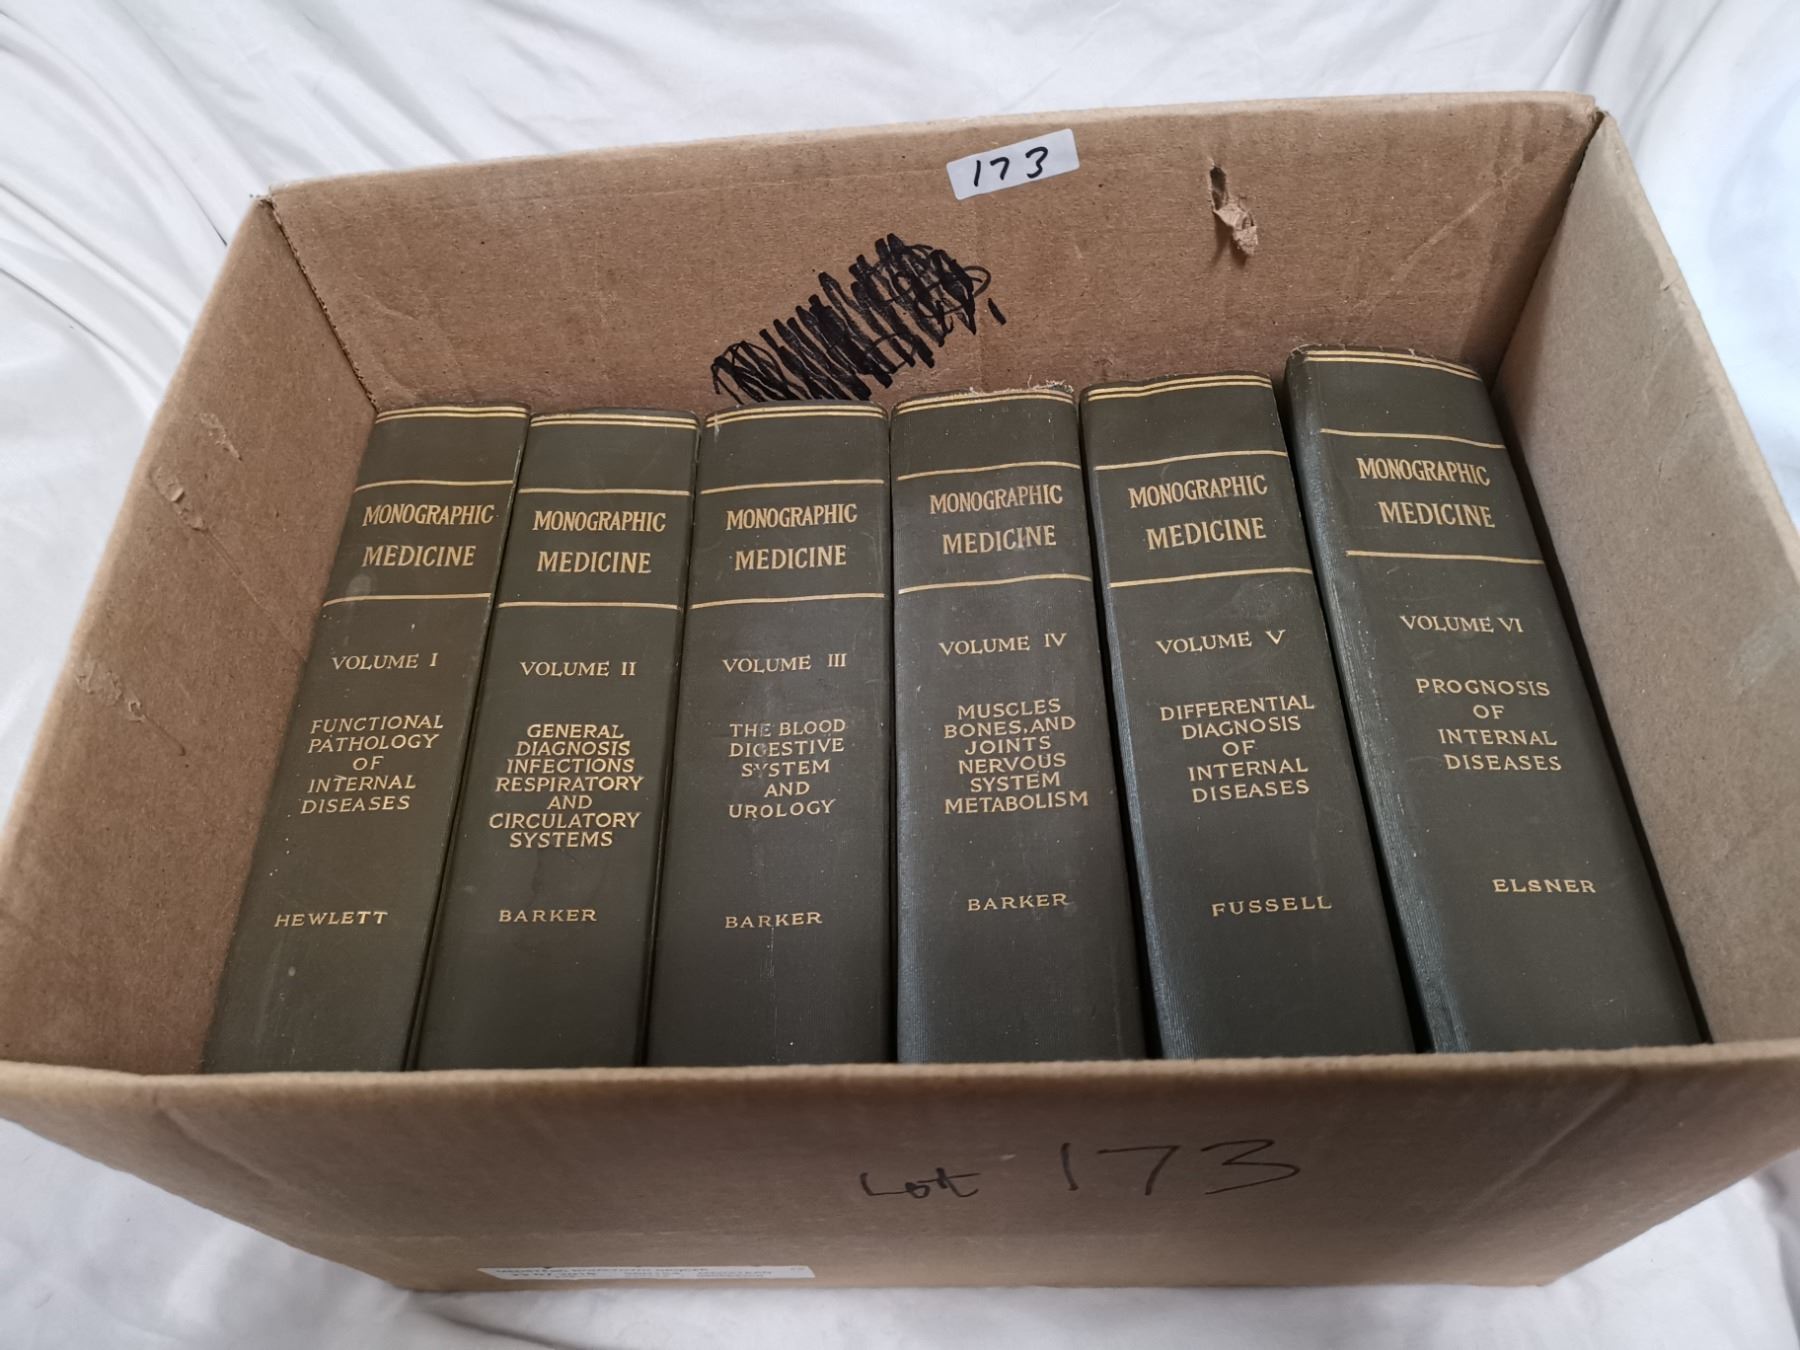 173
MONOGRAPHIC
MEDICINE
VOLUME I
FUNCTIONAL
PATHOLOGY
OF
INTERNAL
DISEASES
HEWLETT
MONOGRAPHIC
MEDICINE
VOLUME II
GENERAL
DIAGNOSIS
INFECTIONS
RESPIRATORY
AND
CIRCULATORY
SYSTEMS
BARKER
MONOGRAPHIC
MEDICINE
VOLUME III
THE BLOOD
DIGESTIVE
SYSTEM
AND
UROLOGY
BARKER
MONOGRAPHIC
MEDICINE
VOLUME IV
MUSCLES
BONES, AND
JOINTS
NERVOUS
SYSTEM
METABOLISM
BARKER
MONOGRAPHIC
MEDICINE
VOLUME V
DIFFERENTIAL
DIAGNOSIS
OF
INTERNAL
DISEASES
FUSSELL
MONOGRAPHIC
MEDICINE
VOLUME VI
PROGNOSIS
OF
INTERNAL
DISEASES
ELSNER
Lot 173